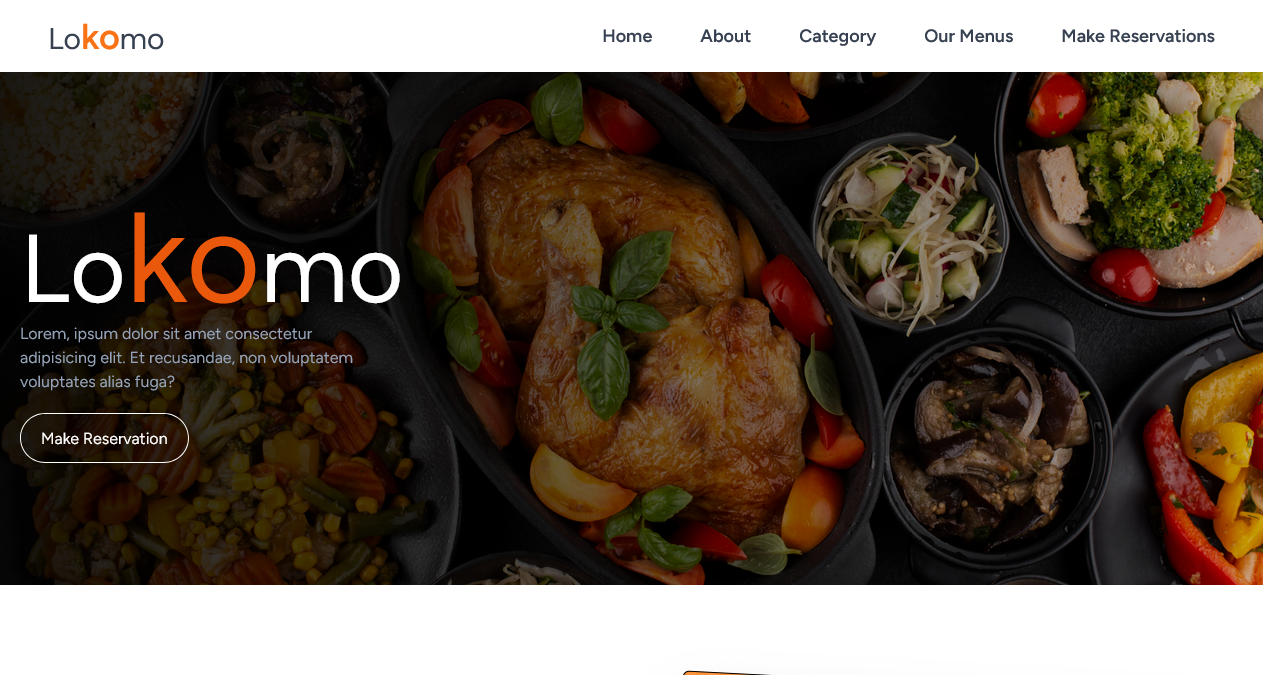 Lokomo
Home
About
Category
Our Menus
Make Reservations
Lokomo
Lorem, ipsum dolor sit amet consectetur
adipisicing elit. Et recusandae, non voluptatem
voluptates alias fuga?
Make Reservation